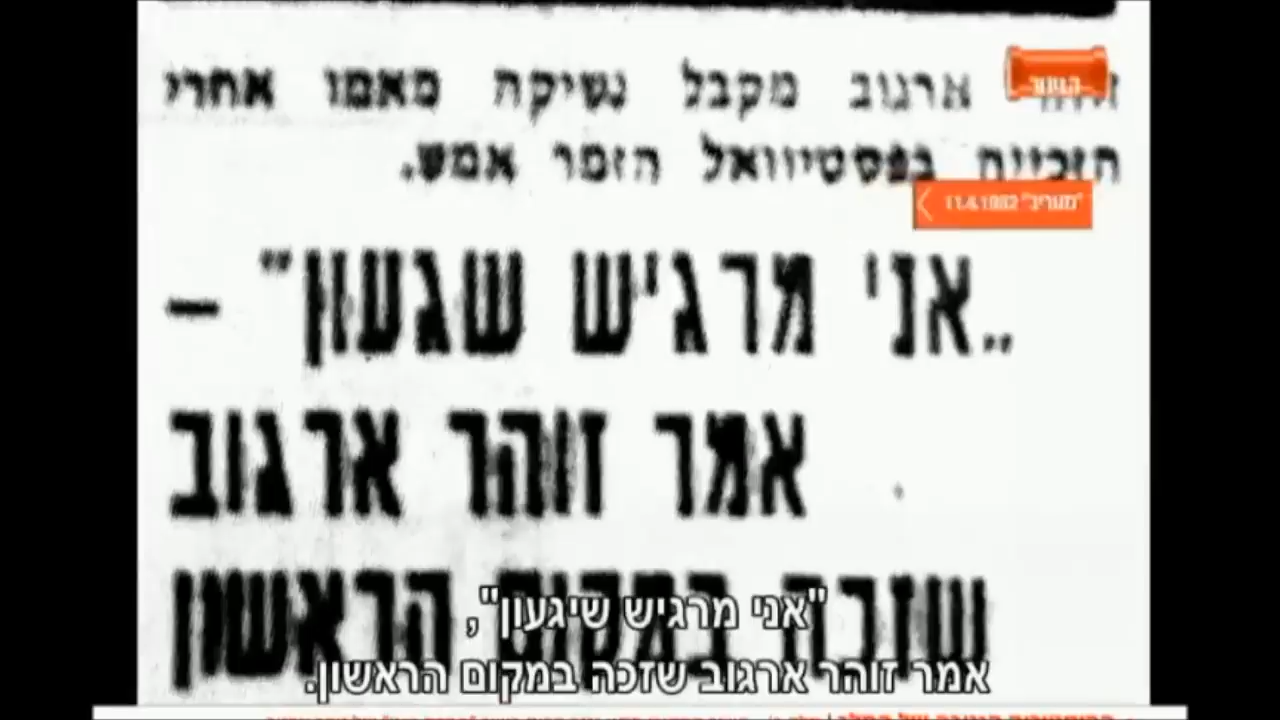 ארגוב מקבל נשיקה מאמו אחרי
הזכייה בפסטיוואל הזמר אמש.
"מעריב" 11.4.1982
„אני מרגיש שגעון" –
אמר זוהר ארגוב
שזכה במקום הראשון
"אני מרגיש שיגעון",
אמר זוהר ארגוב שזכה במקום הראשון.